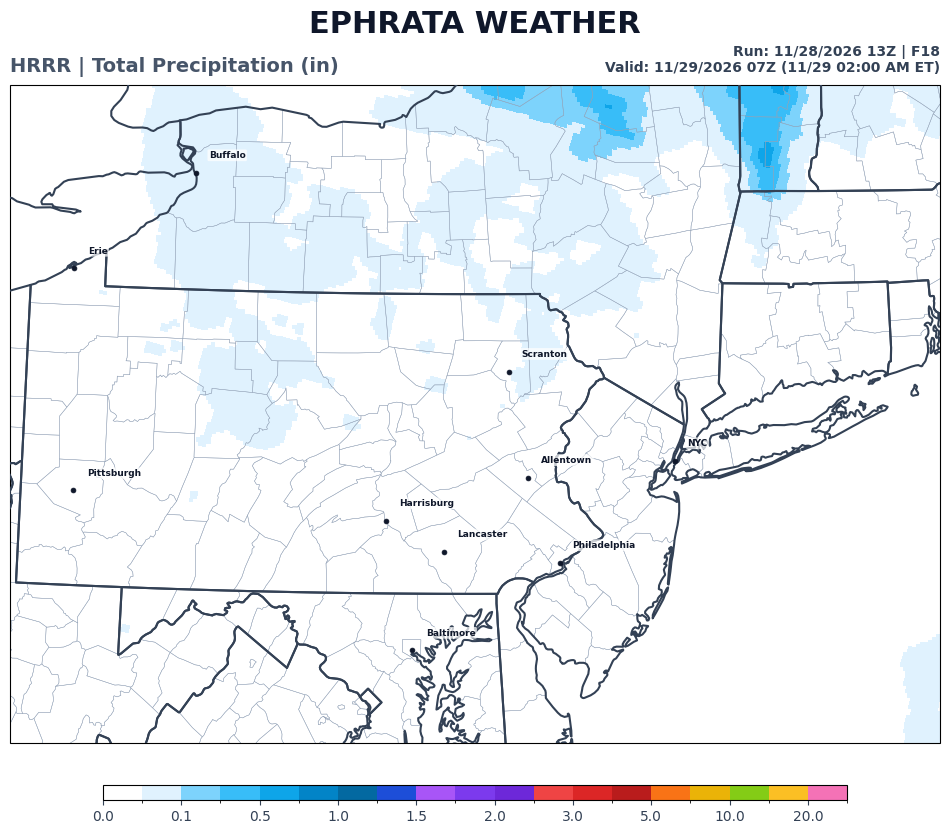 EPHRATA WEATHER
HRRR | Total Precipitation (in)
Run: 11/28/2026 13Z | F18
Valid: 11/29/2026 07Z (11/29 02:00 AM ET)
Buffalo
Erie
Scranton
NYC
Allentown
Pittsburgh
Harrisburg
Lancaster
Philadelphia
Baltimore
0.0 0.1 0.5 1.0 1.5 2.0 3.0 5.0 10.0 20.0